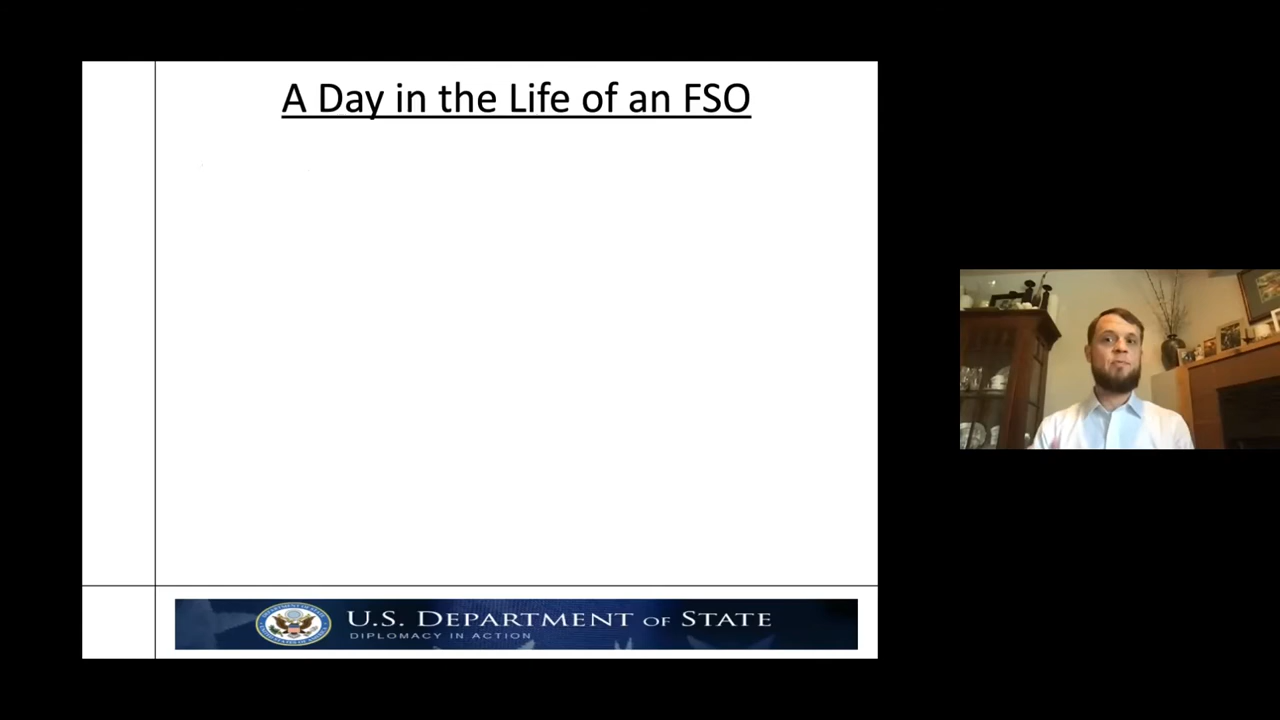 A Day in the Life of an FSO
U.S. DEPARTMENT OF STATE
DIPLOMACY IN ACTION